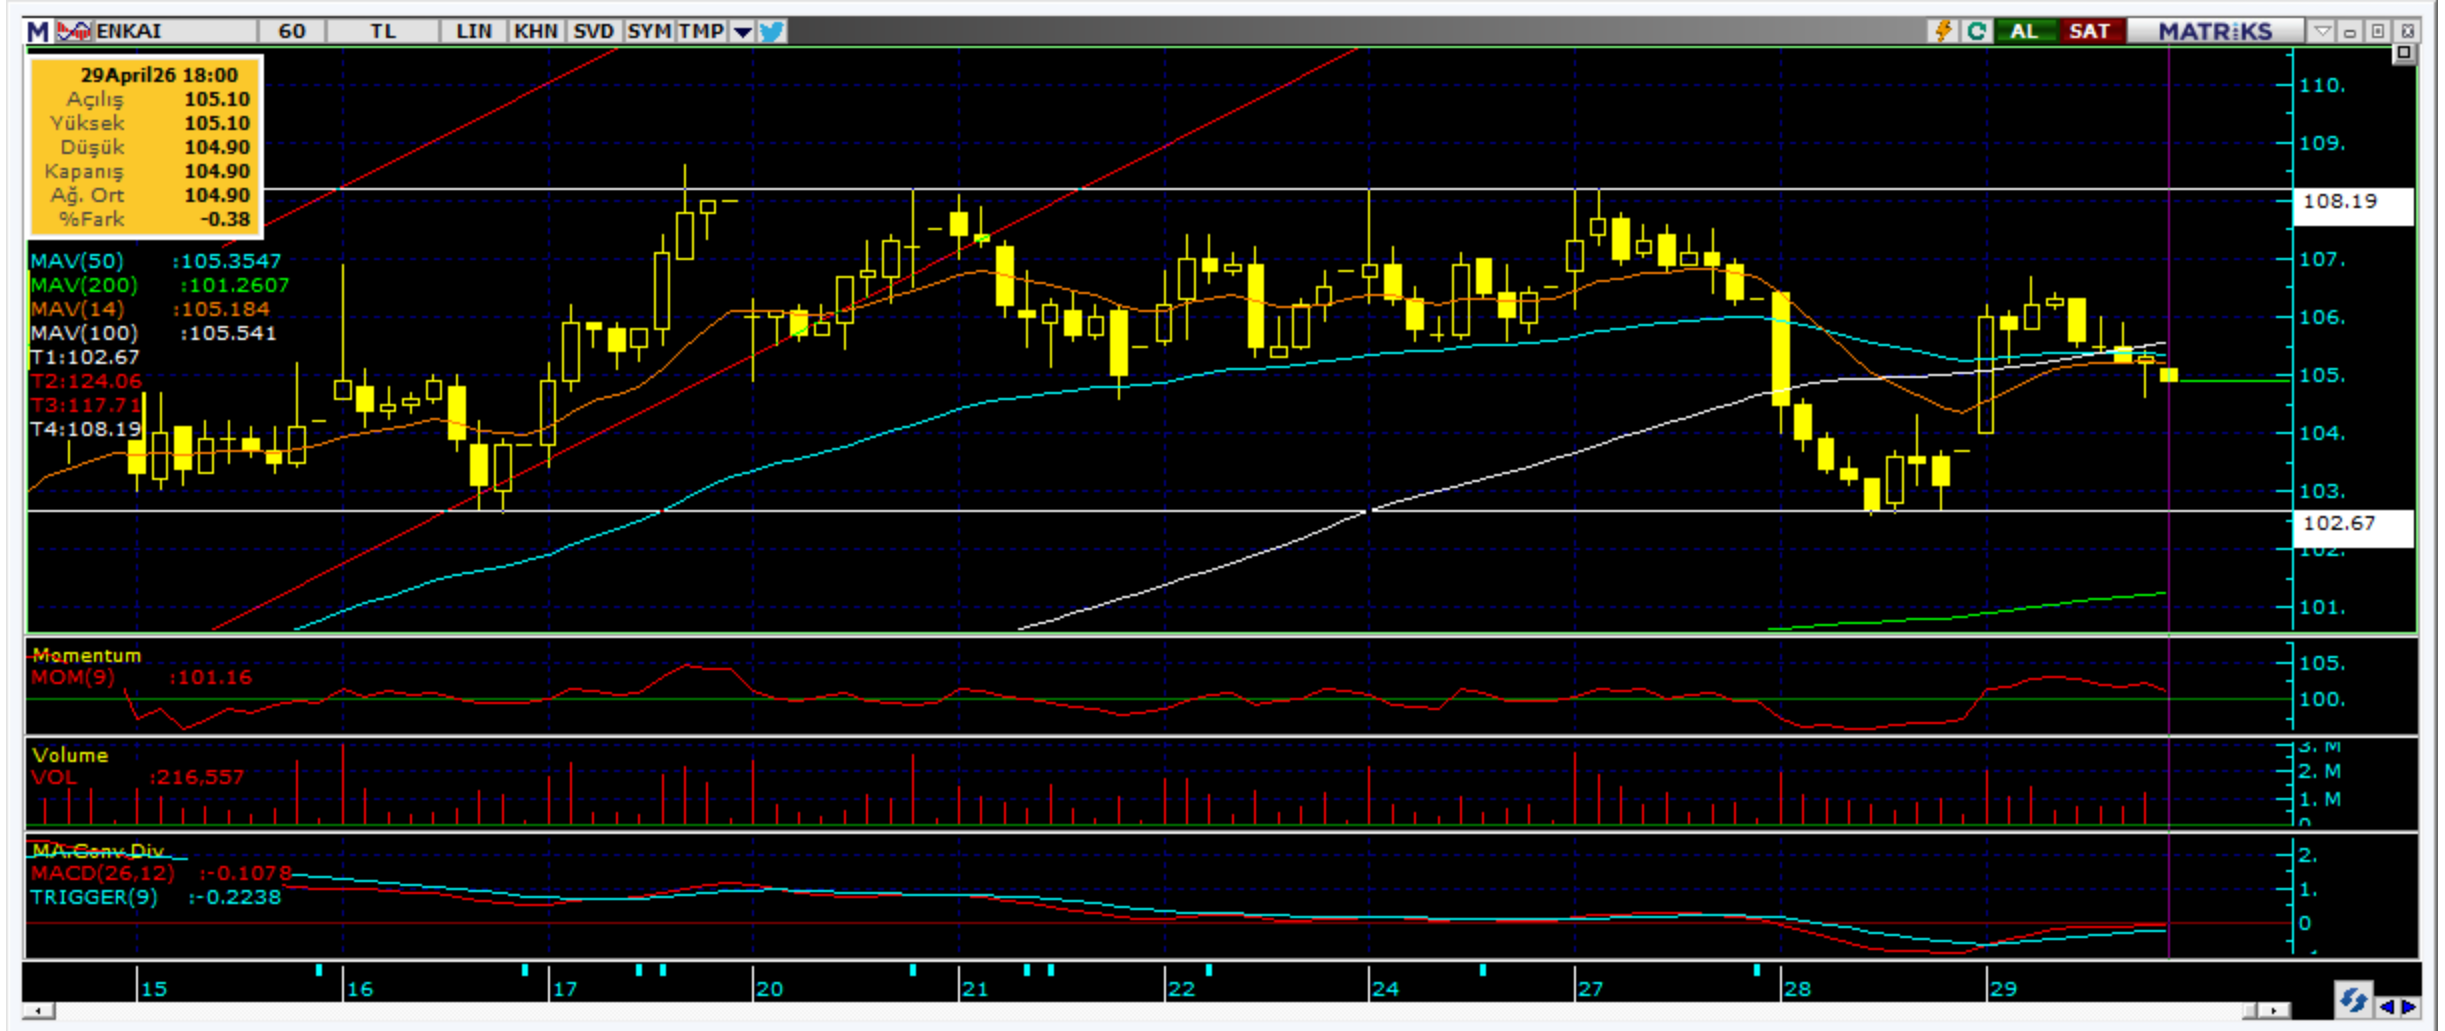 M ENKAI 60 TL LIN KHN SVD SYM TMP AL SAT MATRİKS
29April26 18:00
Açılış 105.10
Yüksek 105.10
Düşük 104.90
Kapanış 104.90
Ağ. Ort 104.90
%Fark -0.38
MAV(50) :105.3547
MAV(200) :101.2607
MAV(14) :105.184
MAV(100) :105.541
T1:102.67
T2:124.06
T3:117.71
T4:108.19
110.
109.
108.19
107.
106.
105.
104.
103.
102.67
102.
101.
Momentum
MOM(9) :101.16
105.
100.
Volume
VOL :216,557
3. M
2. M
1. M
0
MA.Conv.Div
MACD(26,12) :-0.1078
TRIGGER(9) :-0.2238
2.
1.
0
15 16 17 20 21 22 24 27 28 29